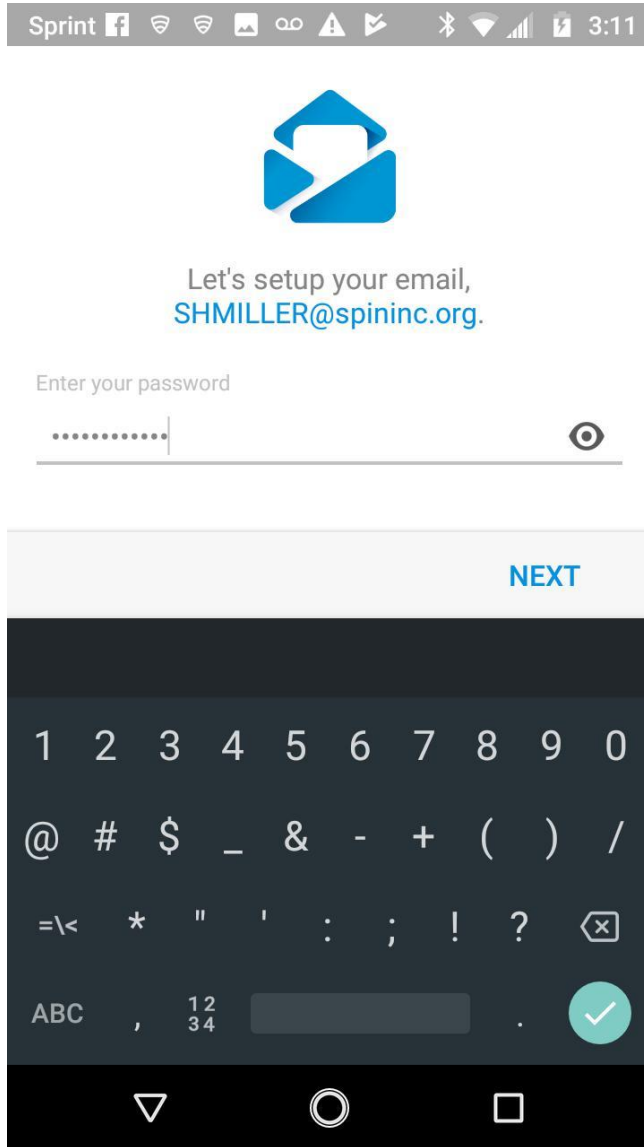 Sprint 3:11
Let's setup your email,
SHMILLER@spininc.org.
Enter your password
••••••••••••
NEXT
1 2 3 4 5 6 7 8 9 0
@ # $ _ & - + ( ) /
=\< * " ' : ; ! ?
ABC , 12 34 .